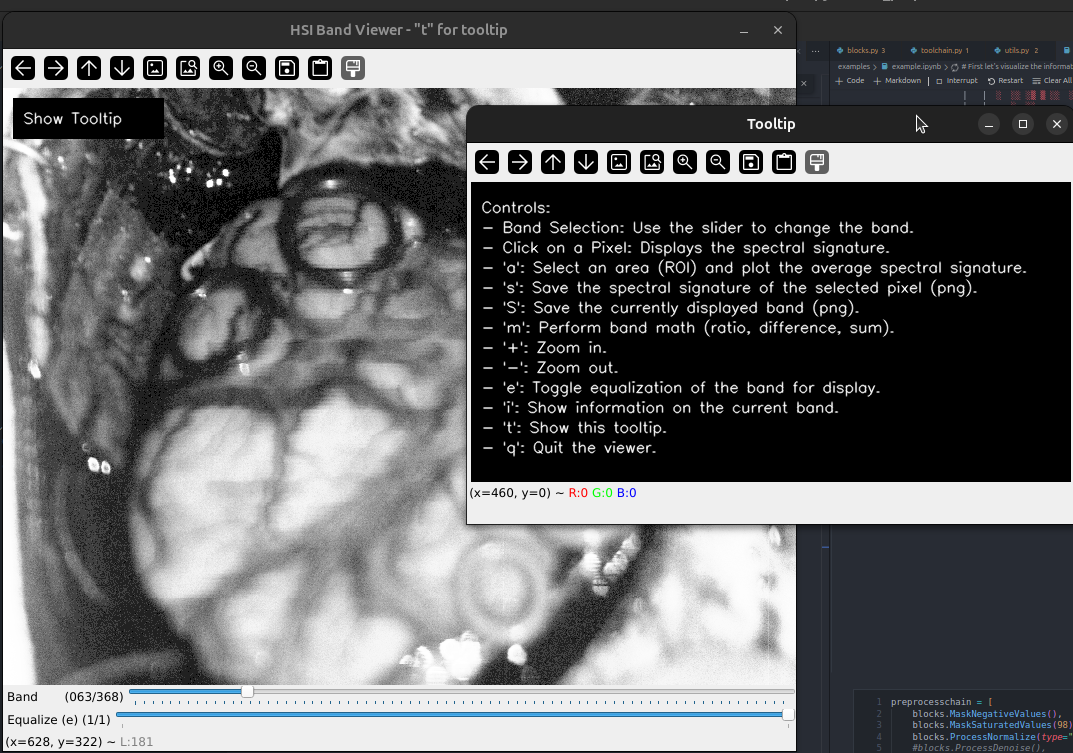 HSI Band Viewer - "t" for tooltip
Show Tooltip
Band (063/368)
Equalize (e) (1/1)
(x=628, y=322) ~ L:181
Tooltip
Controls:
− Band Selection: Use the slider to change the band.
− Click on a Pixel: Displays the spectral signature.
− 'a': Select an area (ROI) and plot the average spectral signature.
− 's': Save the spectral signature of the selected pixel (png).
− 'S': Save the currently displayed band (png).
− 'm': Perform band math (ratio, difference, sum).
− '+': Zoom in.
− '−': Zoom out.
− 'e': Toggle equalization of the band for display.
− 'i': Show information on the current band.
− 't': Show this tooltip.
− 'q': Quit the viewer.
(x=460, y=0) ~ R:0 G:0 B:0
blocks.py 3 toolchain.py 1 utils.py 2
examples > example.ipynb > # First let's visualize the informat
+ Code + Markdown | Interrupt Restart Clear All
1 preprocesschain = [
2 blocks.MaskNegativeValues(),
3 blocks.MaskSaturatedValues(98)
4 blocks.ProcessNormalize(type="
5 #blocks.ProcessDenoise(),